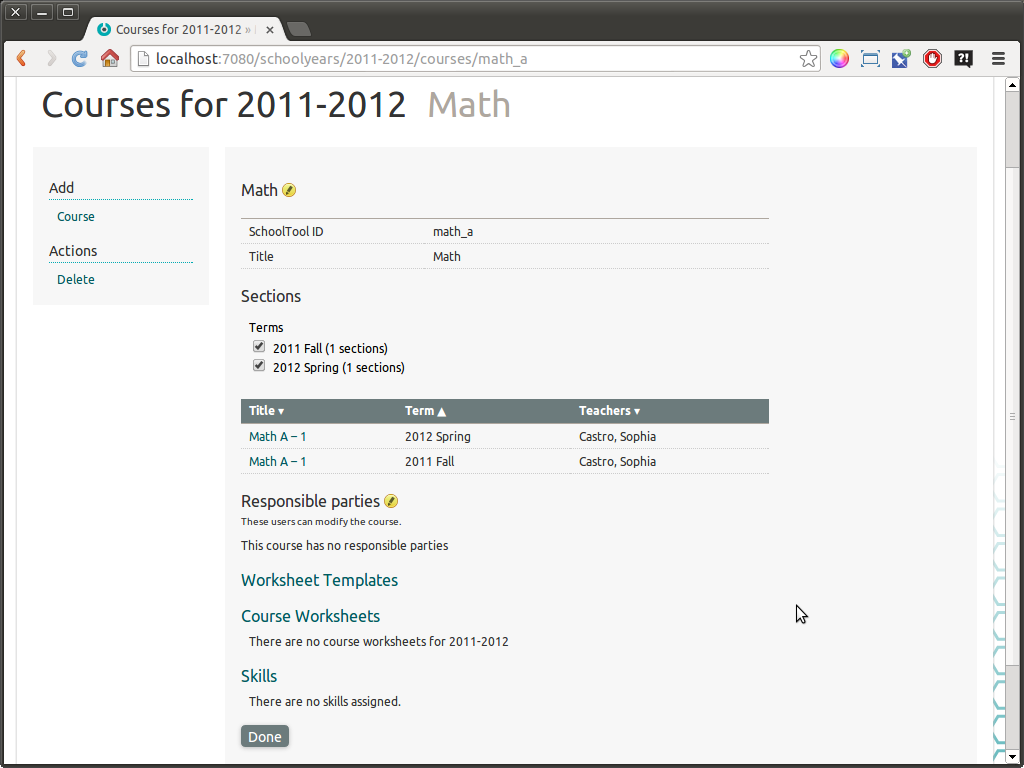 Courses for 2011-2012 »
localhost:7080/schoolyears/2011-2012/courses/math_a
?!
Courses for 2011-2012 Math
Add
Course
Actions
Delete
Math
SchoolTool ID math_a
Title Math
Sections
Terms
2011 Fall (1 sections)
2012 Spring (1 sections)
Title ▾ Term ▲ Teachers ▾
Math A – 1 2012 Spring Castro, Sophia
Math A – 1 2011 Fall Castro, Sophia
Responsible parties
These users can modify the course.
This course has no responsible parties
Worksheet Templates
Course Worksheets
There are no course worksheets for 2011-2012
Skills
There are no skills assigned.
Done